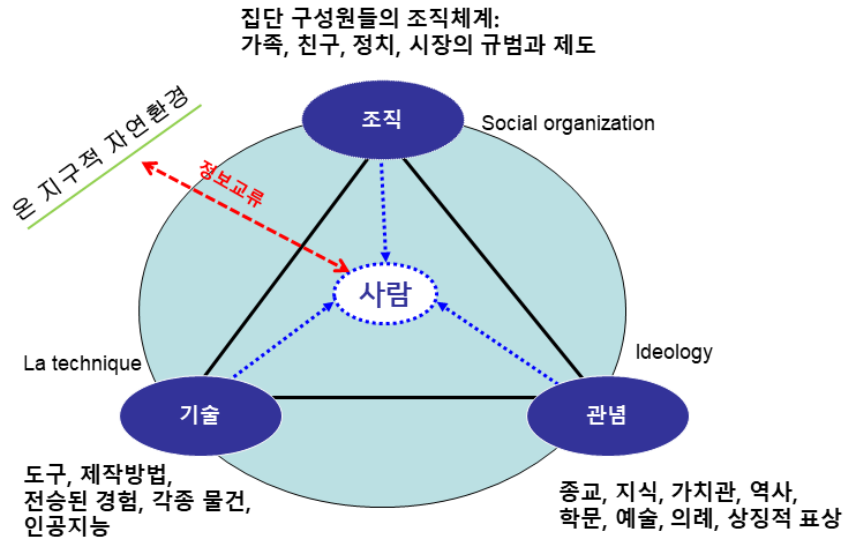 집단 구성원들의 조직체계:
가족, 친구, 정치, 시장의 규범과 제도
온 지구적 자연환경
정보교류
조직
Social organization
사람
La technique
Ideology
기술
관념
도구, 제작방법,
전승된 경험, 각종 물건,
인공지능
종교, 지식, 가치관, 역사,
학문, 예술, 의례, 상징적 표상